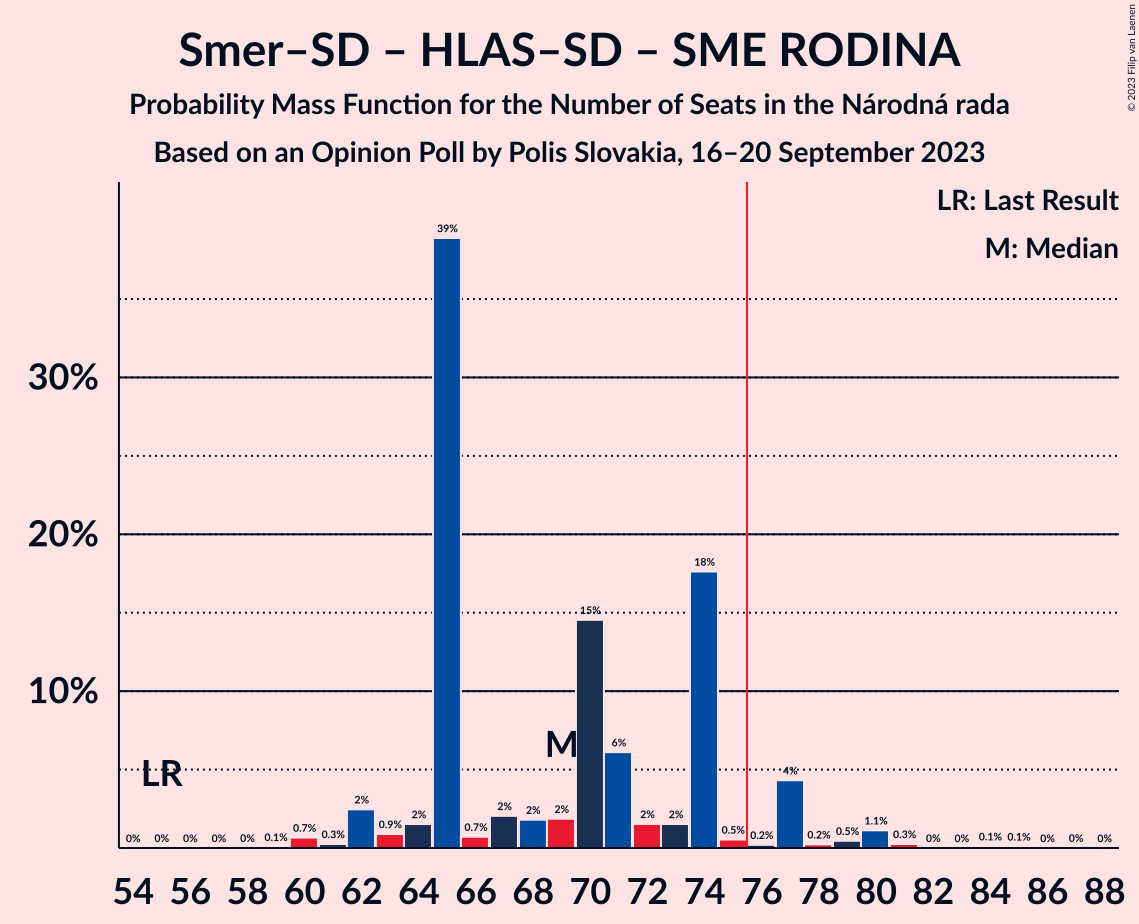 Smer–SD – HLAS–SD – SME RODINA
Probability Mass Function for the Number of Seats in the Národná rada
Based on an Opinion Poll by Polis Slovakia, 16–20 September 2023
© 2023 Filip van Laenen
LR: Last Result
M: Median
30%
20%
10%
LR
M
0% 0% 0% 0% 0% 0.1% 0.7% 0.3% 2% 0.9% 2% 39% 0.7% 2% 2% 2% 15% 6% 2% 2% 18% 0.5% 0.2% 4% 0.2% 0.5% 1.1% 0.3% 0% 0% 0.1% 0.1% 0% 0% 0%
54 56 58 60 62 64 66 68 70 72 74 76 78 80 82 84 86 88